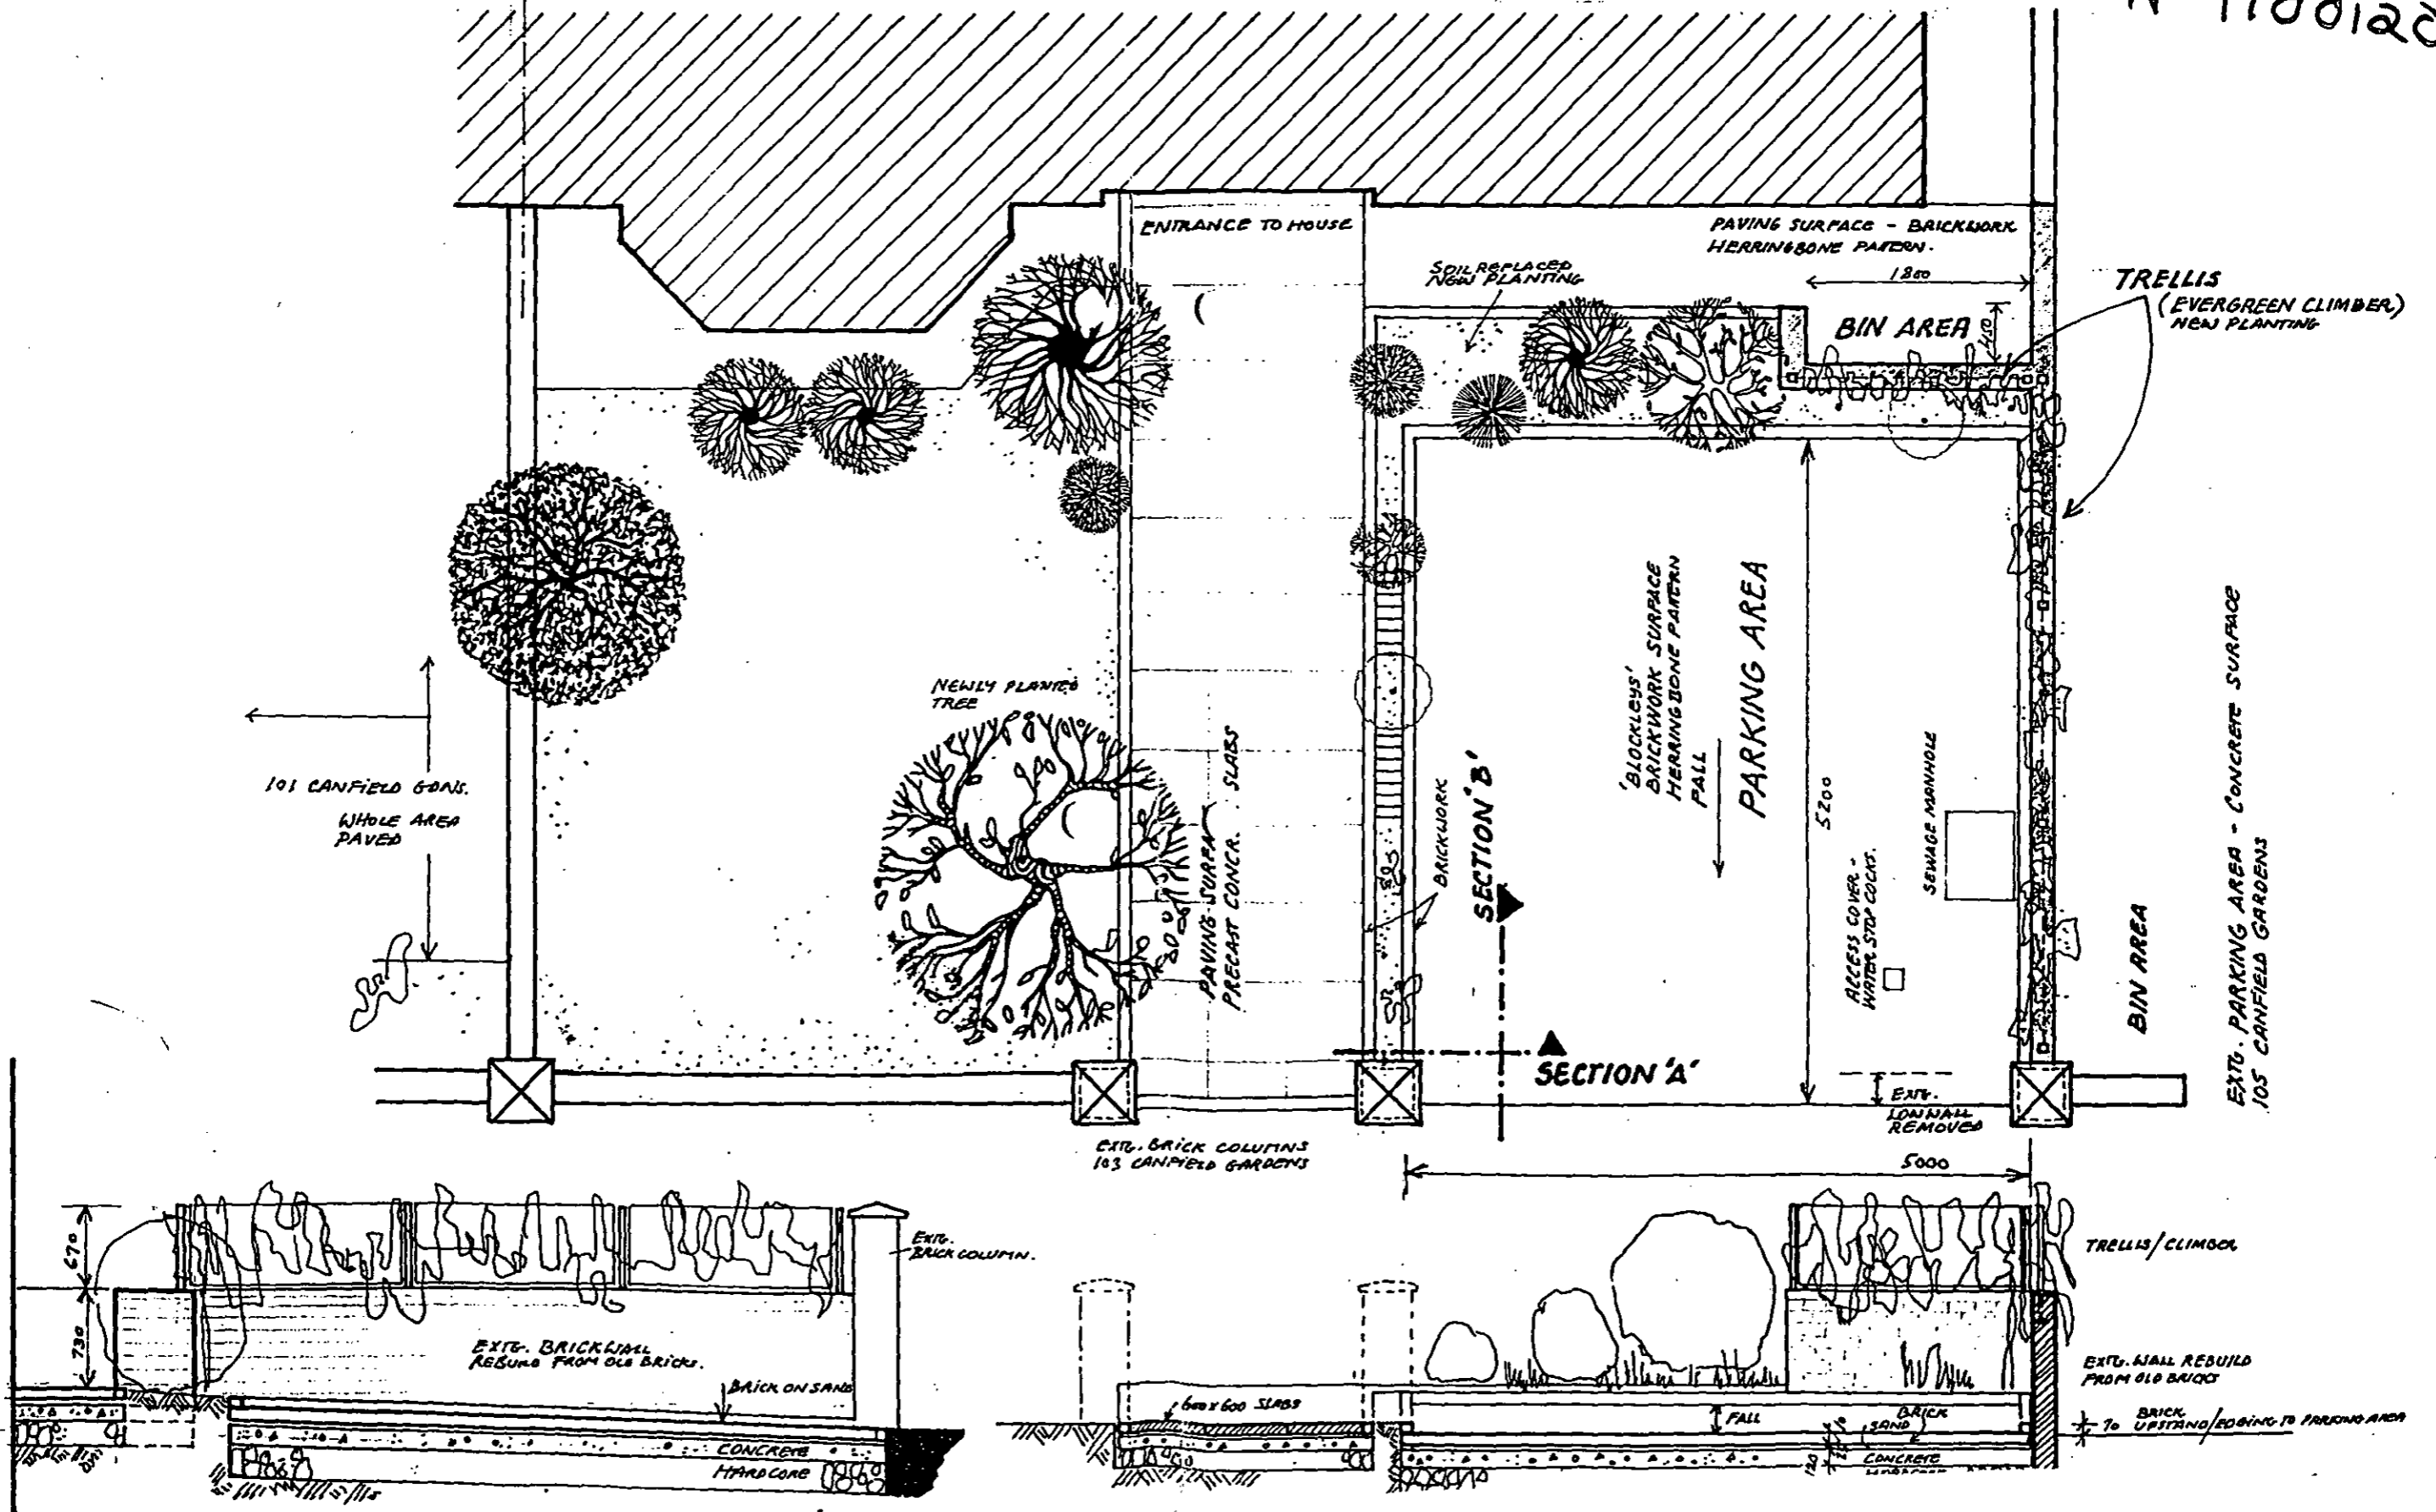 ENTRANCE TO HOUSE
PAVING SURFACE - BRICKWORK
HERRINGBONE PATERN.
SOIL REPLACED
NEW PLANTING
1800
TRELLIS
(EVERGREEN CLIMBER)
NEW PLANTING
BIN AREA
450
NEWLY PLANTED
TREE
101 CANFIELD GDNS.
WHOLE AREA
PAVED
PAVING SURFA
PRECAST CONCR. SLABS
BRICKWORK
SECTION 'B'
'BLOCKLEYS'
BRICKWORK SURFACE
HERRINGBONE PATERN
FALL
PARKING AREA
5200
SEWAGE MANHOLE
ACCESS COVER -
WATER STOP COCKS.
BIN AREA
EXTG. PARKING AREA - CONCRETE SURFACE
105 CANFIELD GARDENS
SECTION 'A'
EXTG.
LOW WALL
REMOVED
EXTG. BRICK COLUMNS
103 CANFIELD GARDENS
5000
670
730
EXTG.
BRICK COLUMN.
EXTG. BRICKWALL
REBUILD FROM OLD BRICKS.
BRICK ON SAND
CONCRETE
HARDCORE
600 x 600 SLABS
FALL
BRICK
SAND
CONCRETE
120
TRELLIS/CLIMBER
EXTG. WALL REBUILD
FROM OLD BRICKS
70 BRICK
UPSTAND/EDGING TO PARKING AREA